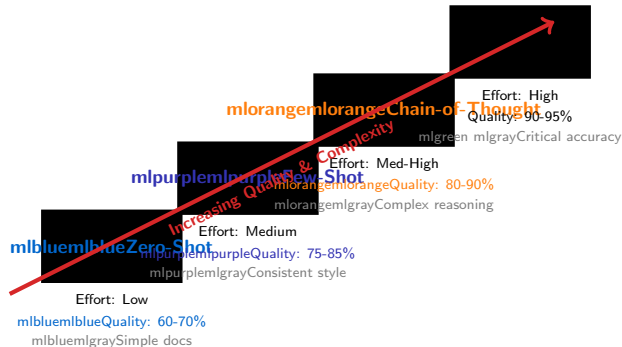 Effort: High
Quality: 90-95%
mlgreen mlgrayCritical accuracy
mlorangemlorangeChain-of-Thought
Effort: Med-High
mlorangemlorangeQuality: 80-90%
mlorangemlgrayComplex reasoning
Increasing Quality & Complexity
mlpurplemlpurpleFew-Shot
Effort: Medium
mlpurplemlpurpleQuality: 75-85%
mlpurplemlgrayConsistent style
mlbluemlblueZero-Shot
Effort: Low
mlbluemlblueQuality: 60-70%
mlbluemlgraySimple docs